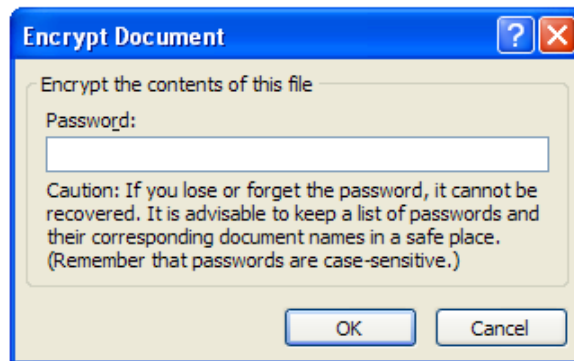 Encrypt Document
Encrypt the contents of this file
Password:
Caution: If you lose or forget the password, it cannot be
recovered. It is advisable to keep a list of passwords and
their corresponding document names in a safe place.
(Remember that passwords are case-sensitive.)
OK Cancel